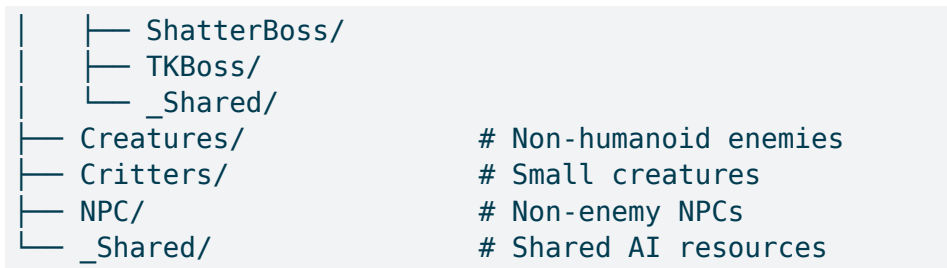 │   ├── ShatterBoss/
│   ├── TKBoss/
│   └── _Shared/
├── Creatures/              # Non-humanoid enemies
├── Critters/               # Small creatures
├── NPC/                    # Non-enemy NPCs
└── _Shared/                # Shared AI resources